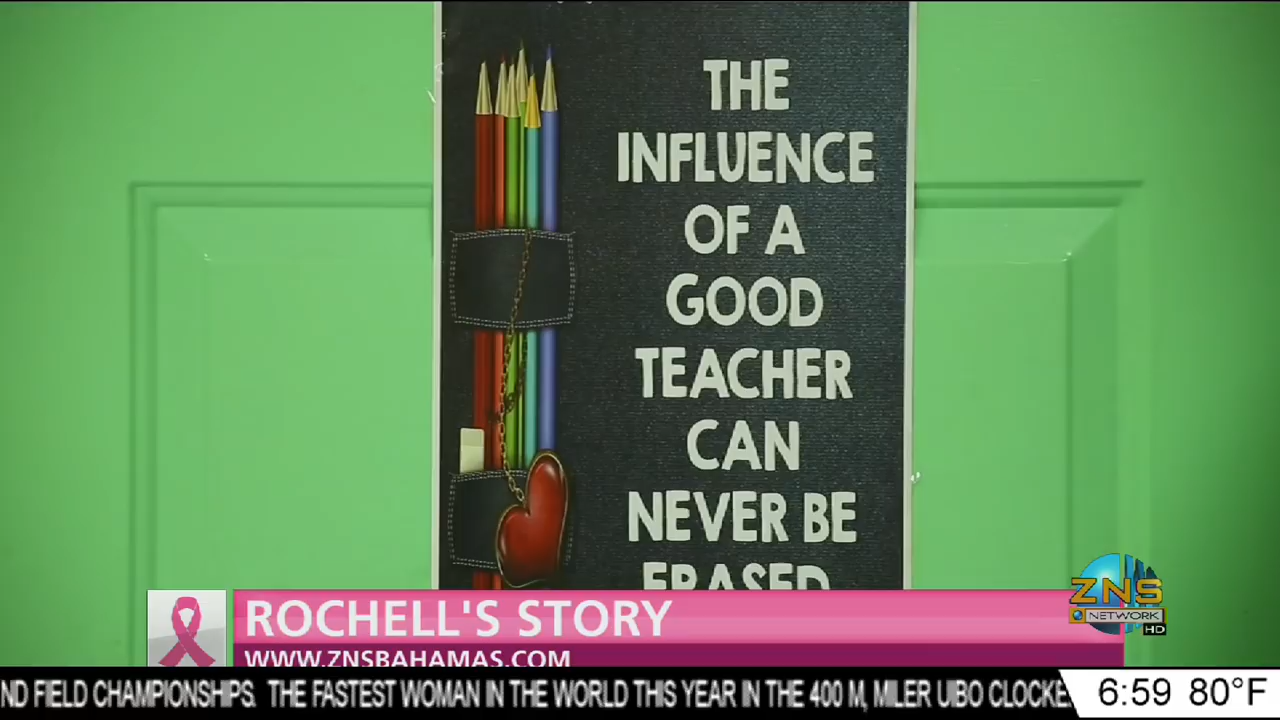 THE
INFLUENCE
OF A
GOOD
TEACHER
CAN
NEVER BE
ERASED
ROCHELL'S STORY
WWW.ZNSBAHAMAS.COM
ZNS
NETWORK
HD
ND FIELD CHAMPIONSHIPS. THE FASTEST WOMAN IN THE WORLD THIS YEAR IN THE 400 M, MILER UIBO CLOCKE
6:59 80°F